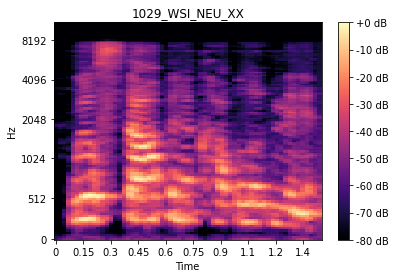 1029_WSI_NEU_XX
8192
4096
2048
1024
512
0
Hz
0 0.15 0.3 0.45 0.6 0.75 0.9 1.1 1.2 1.4
Time
+0 dB
-10 dB
-20 dB
-30 dB
-40 dB
-50 dB
-60 dB
-70 dB
-80 dB